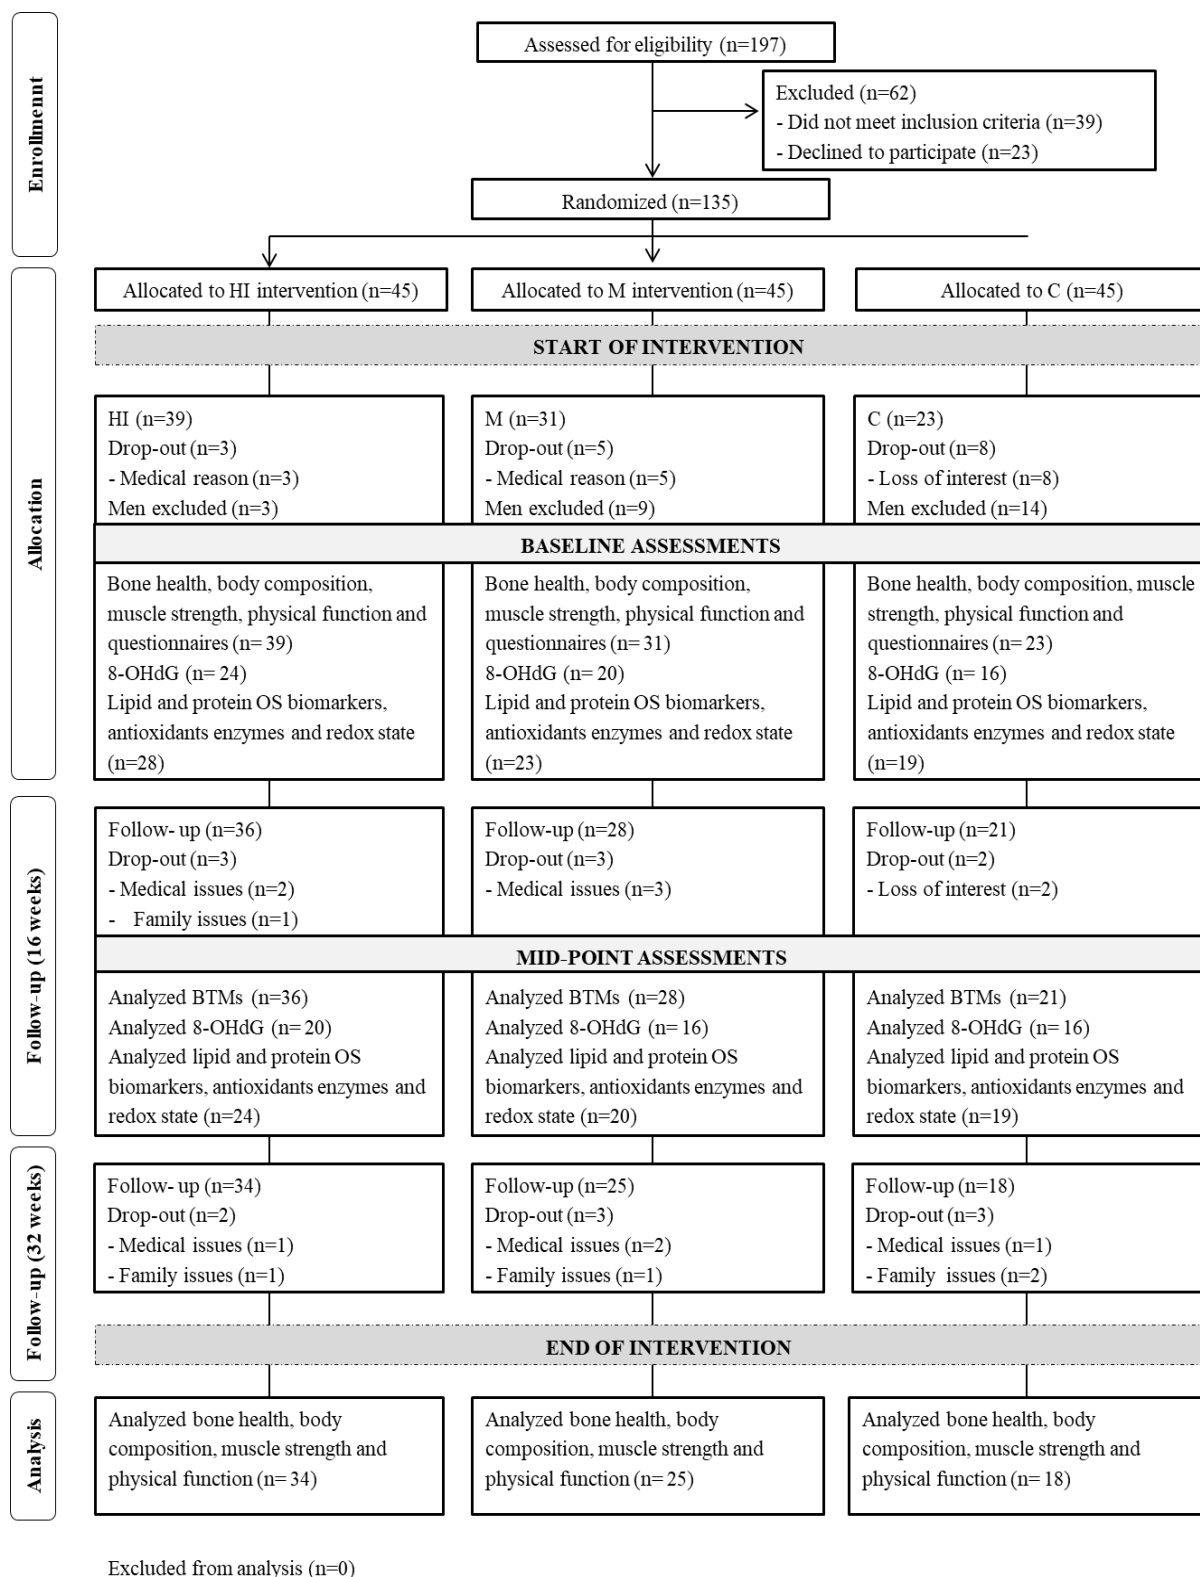 Enrollmennt
Assessed for eligibility (n=197)
Excluded (n=62)
- Did not meet inclusion criteria (n=39)
- Declined to participate (n=23)
Randomized (n=135)
Allocation
Allocated to HI intervention (n=45)
Allocated to M intervention (n=45)
Allocated to C (n=45)
START OF INTERVENTION
HI (n=39)
Drop-out (n=3)
- Medical reason (n=3)
Men excluded (n=3)
M (n=31)
Drop-out (n=5)
- Medical reason (n=5)
Men excluded (n=9)
C (n=23)
Drop-out (n=8)
- Loss of interest (n=8)
Men excluded (n=14)
BASELINE ASSESSMENTS
Bone health, body composition,
muscle strength, physical function and
questionnaires (n= 39)
8-OHdG (n= 24)
Lipid and protein OS biomarkers,
antioxidants enzymes and redox state
(n=28)
Bone health, body composition,
muscle strength, physical function and
questionnaires (n= 31)
8-OHdG (n= 20)
Lipid and protein OS biomarkers,
antioxidants enzymes and redox state
(n=23)
Bone health, body composition, muscle
strength, physical function and
questionnaires (n= 23)
8-OHdG (n= 16)
Lipid and protein OS biomarkers,
antioxidants enzymes and redox state
(n=19)
Follow-up (16 weeks)
Follow- up (n=36)
Drop-out (n=3)
- Medical issues (n=2)
- Family issues (n=1)
Follow-up (n=28)
Drop-out (n=3)
- Medical issues (n=3)
Follow-up (n=21)
Drop-out (n=2)
- Loss of interest (n=2)
MID-POINT ASSESSMENTS
Analyzed BTMs (n=36)
Analyzed 8-OHdG (n= 20)
Analyzed lipid and protein OS
biomarkers, antioxidants enzymes and
redox state (n=24)
Analyzed BTMs (n=28)
Analyzed 8-OHdG (n= 16)
Analyzed lipid and protein OS
biomarkers, antioxidants enzymes and
redox state (n=20)
Analyzed BTMs (n=21)
Analyzed 8-OHdG (n= 16)
Analyzed lipid and protein OS
biomarkers, antioxidants enzymes and
redox state (n=19)
Follow-up (32 weeks)
Follow- up (n=34)
Drop-out (n=2)
- Medical issues (n=1)
- Family issues (n=1)
Follow-up (n=25)
Drop-out (n=3)
- Medical issues (n=2)
- Family issues (n=1)
Follow-up (n=18)
Drop-out (n=3)
- Medical issues (n=1)
- Family issues (n=2)
END OF INTERVENTION
Analysis
Analyzed bone health, body
composition, muscle strength and
physical function (n= 34)
Analyzed bone health, body
composition, muscle strength and
physical function (n= 25)
Analyzed bone health, body
composition, muscle strength and
physical function (n= 18)
Excluded from analysis (n=0)